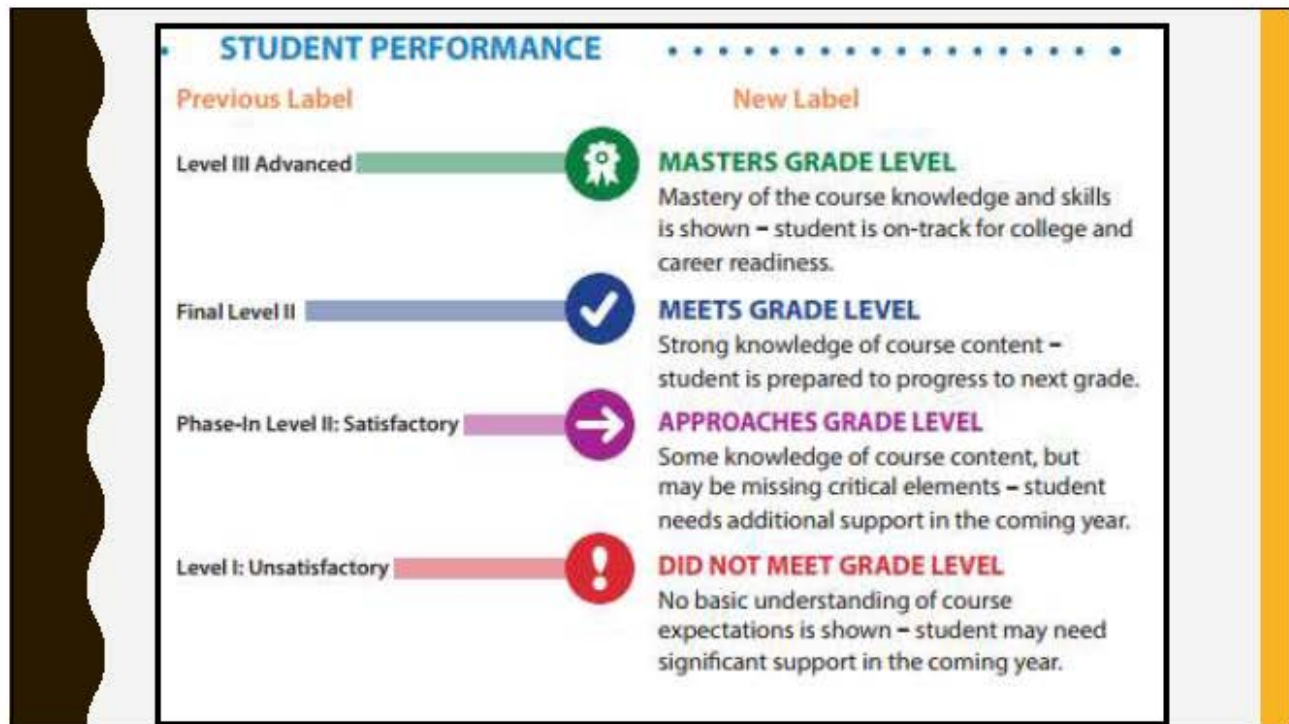 STUDENT PERFORMANCE
Previous Label
New Label
Level III Advanced
MASTERS GRADE LEVEL
Mastery of the course knowledge and skills
is shown – student is on-track for college and
career readiness.
Final Level II
MEETS GRADE LEVEL
Strong knowledge of course content –
student is prepared to progress to next grade.
Phase-In Level II: Satisfactory
APPROACHES GRADE LEVEL
Some knowledge of course content, but
may be missing critical elements – student
needs additional support in the coming year.
Level I: Unsatisfactory
DID NOT MEET GRADE LEVEL
No basic understanding of course
expectations is shown – student may need
significant support in the coming year.